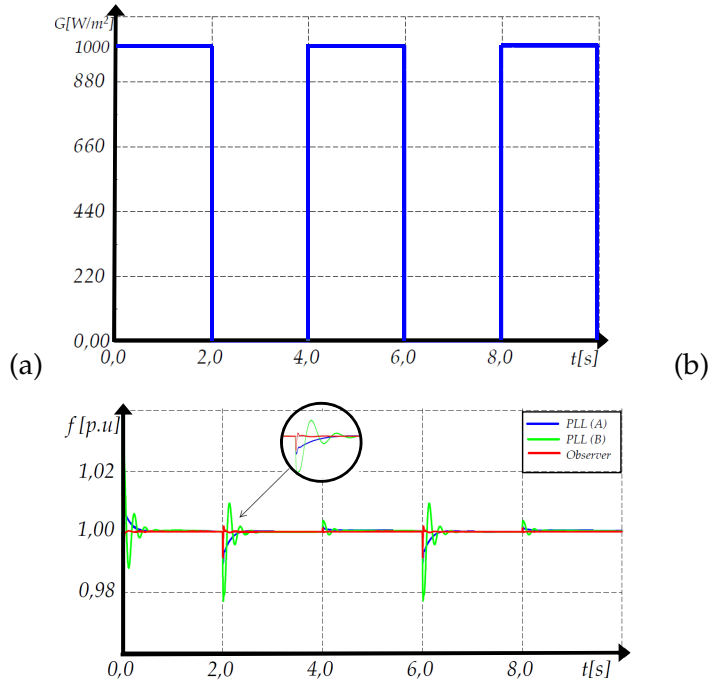 G[W/m²]
1000
880
660
440
220
0,00
0,0 2,0 4,0 6,0 8,0 t[s]
(a)
(b)
f [p.u]
PLL (A)
PLL (B)
Observer
1,02
1,00
0,98
0,0 2,0 4,0 6,0 8,0 t[s]